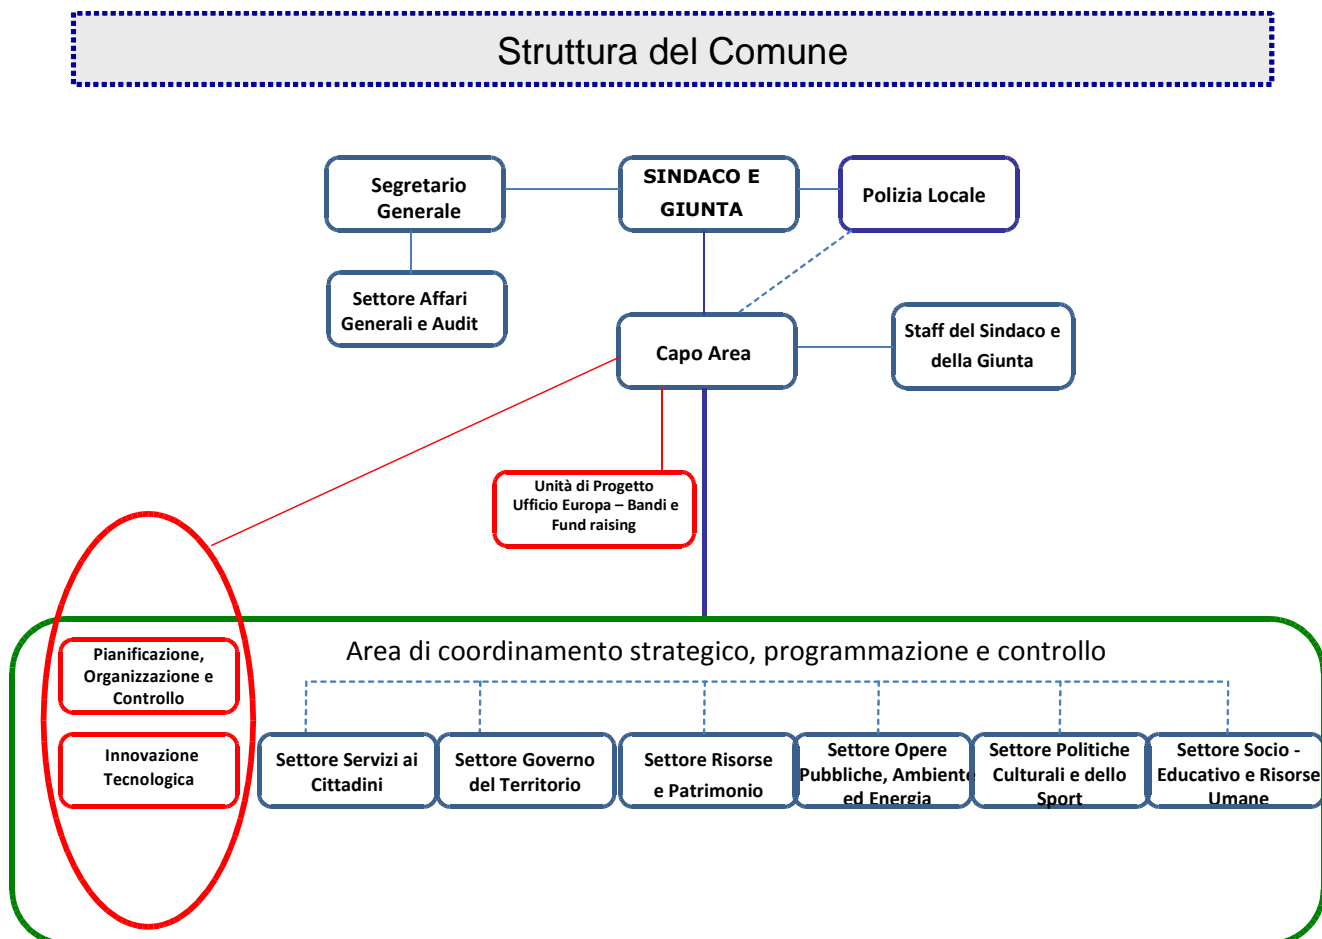 Struttura del Comune
Segretario
Generale
SINDACO E
GIUNTA
Polizia Locale
Settore Affari
Generali e Audit
Capo Area
Staff del Sindaco e
della Giunta
Unità di Progetto
Ufficio Europa – Bandi e
Fund raising
Area di coordinamento strategico, programmazione e controllo
Pianificazione,
Organizzazione e
Controllo
Innovazione
Tecnologica
Settore Servizi ai
Cittadini
Settore Governo
del Territorio
Settore Risorse
e Patrimonio
Settore Opere
Pubbliche, Ambiente
ed Energia
Settore Politiche
Culturali e dello
Sport
Settore Socio -
Educativo e Risorse
Umane